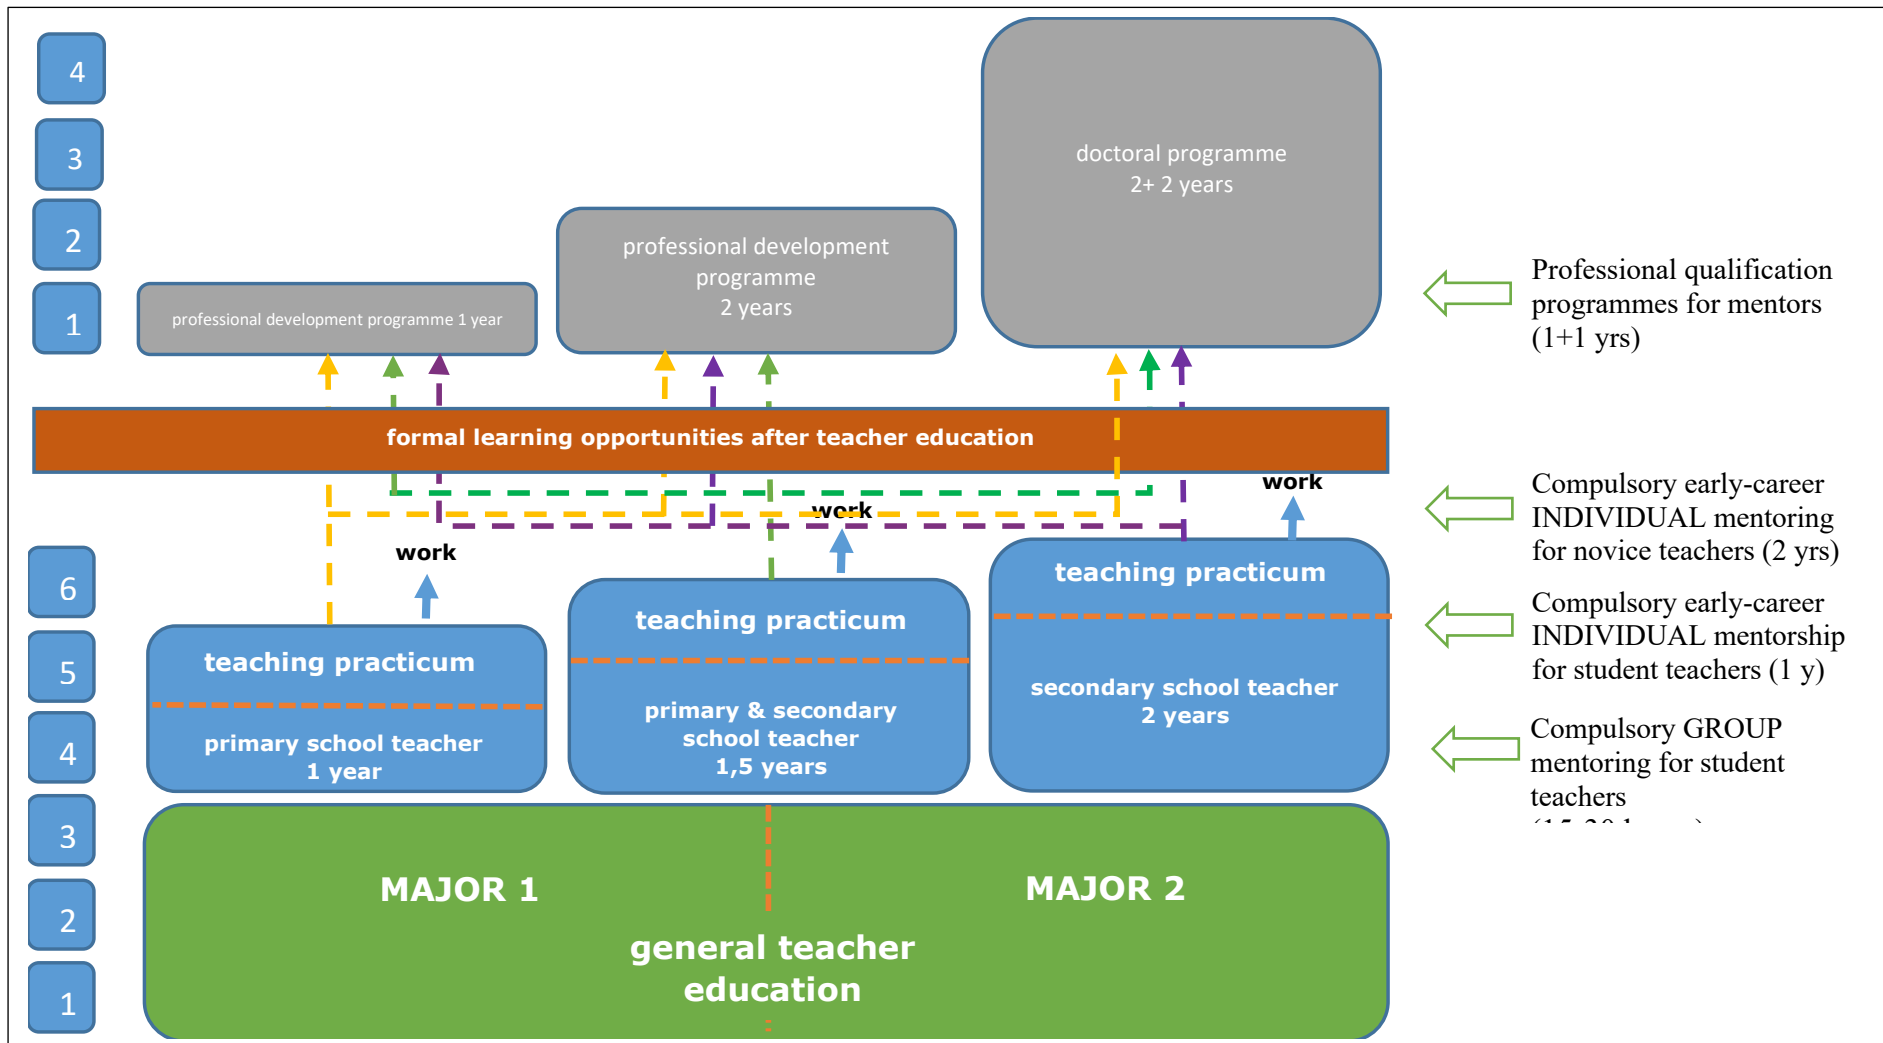 4
3
2
1
doctoral programme
2+ 2 years
professional development
programme
2 years
professional development programme 1 year
Professional qualification
programmes for mentors
(1+1 yrs)
formal learning opportunities after teacher education
work
work
work
Compulsory early-career
INDIVIDUAL mentoring
for novice teachers (2 yrs)
6
5
4
3
2
1
teaching practicum
primary school teacher
1 year
teaching practicum
primary & secondary
school teacher
1,5 years
teaching practicum
secondary school teacher
2 years
Compulsory early-career
INDIVIDUAL mentorship
for student teachers (1 y)
Compulsory GROUP
mentoring for student
teachers
MAJOR 1
MAJOR 2
general teacher
education